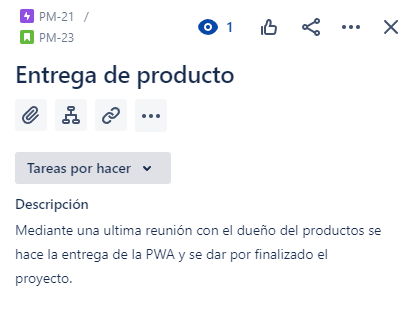 PM-21 /
PM-23
1
Entrega de producto
Tareas por hacer
Descripción
Mediante una ultima reunión con el dueño del productos se
hace la entrega de la PWA y se dar por finalizado el
proyecto.